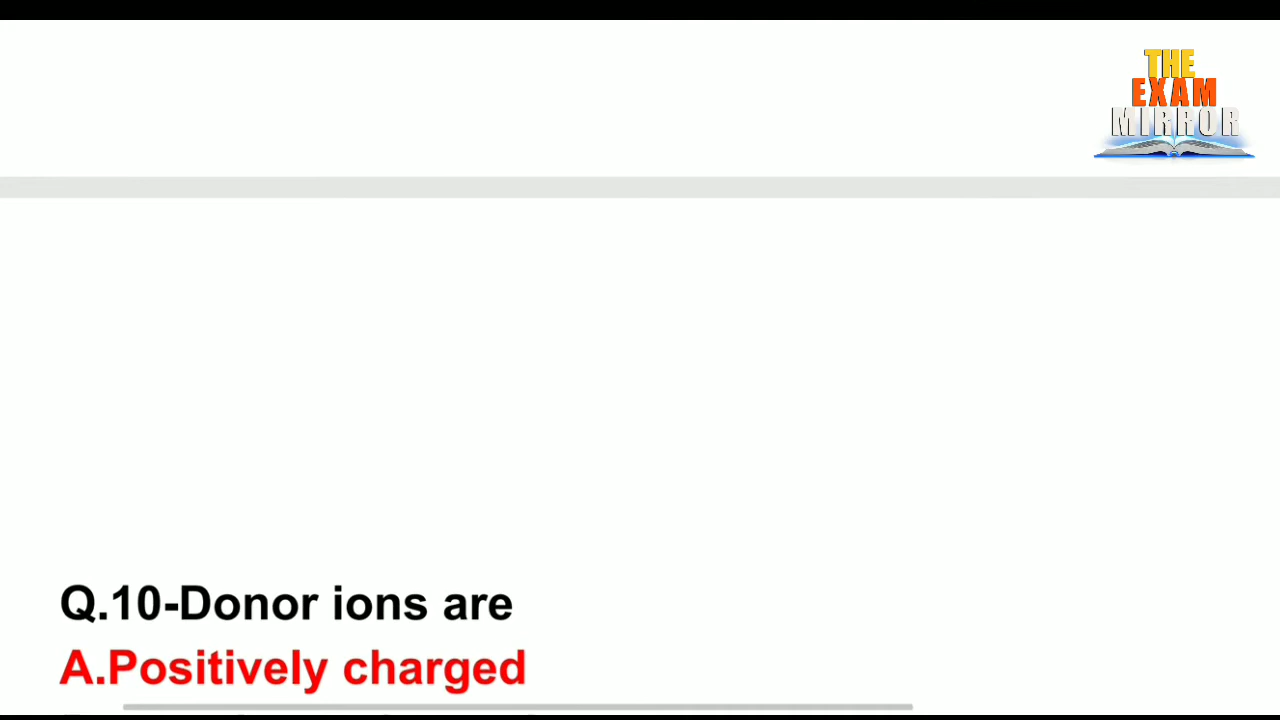 THE
EXAM
MIRROR
Q.10-Donor ions are
A.Positively charged